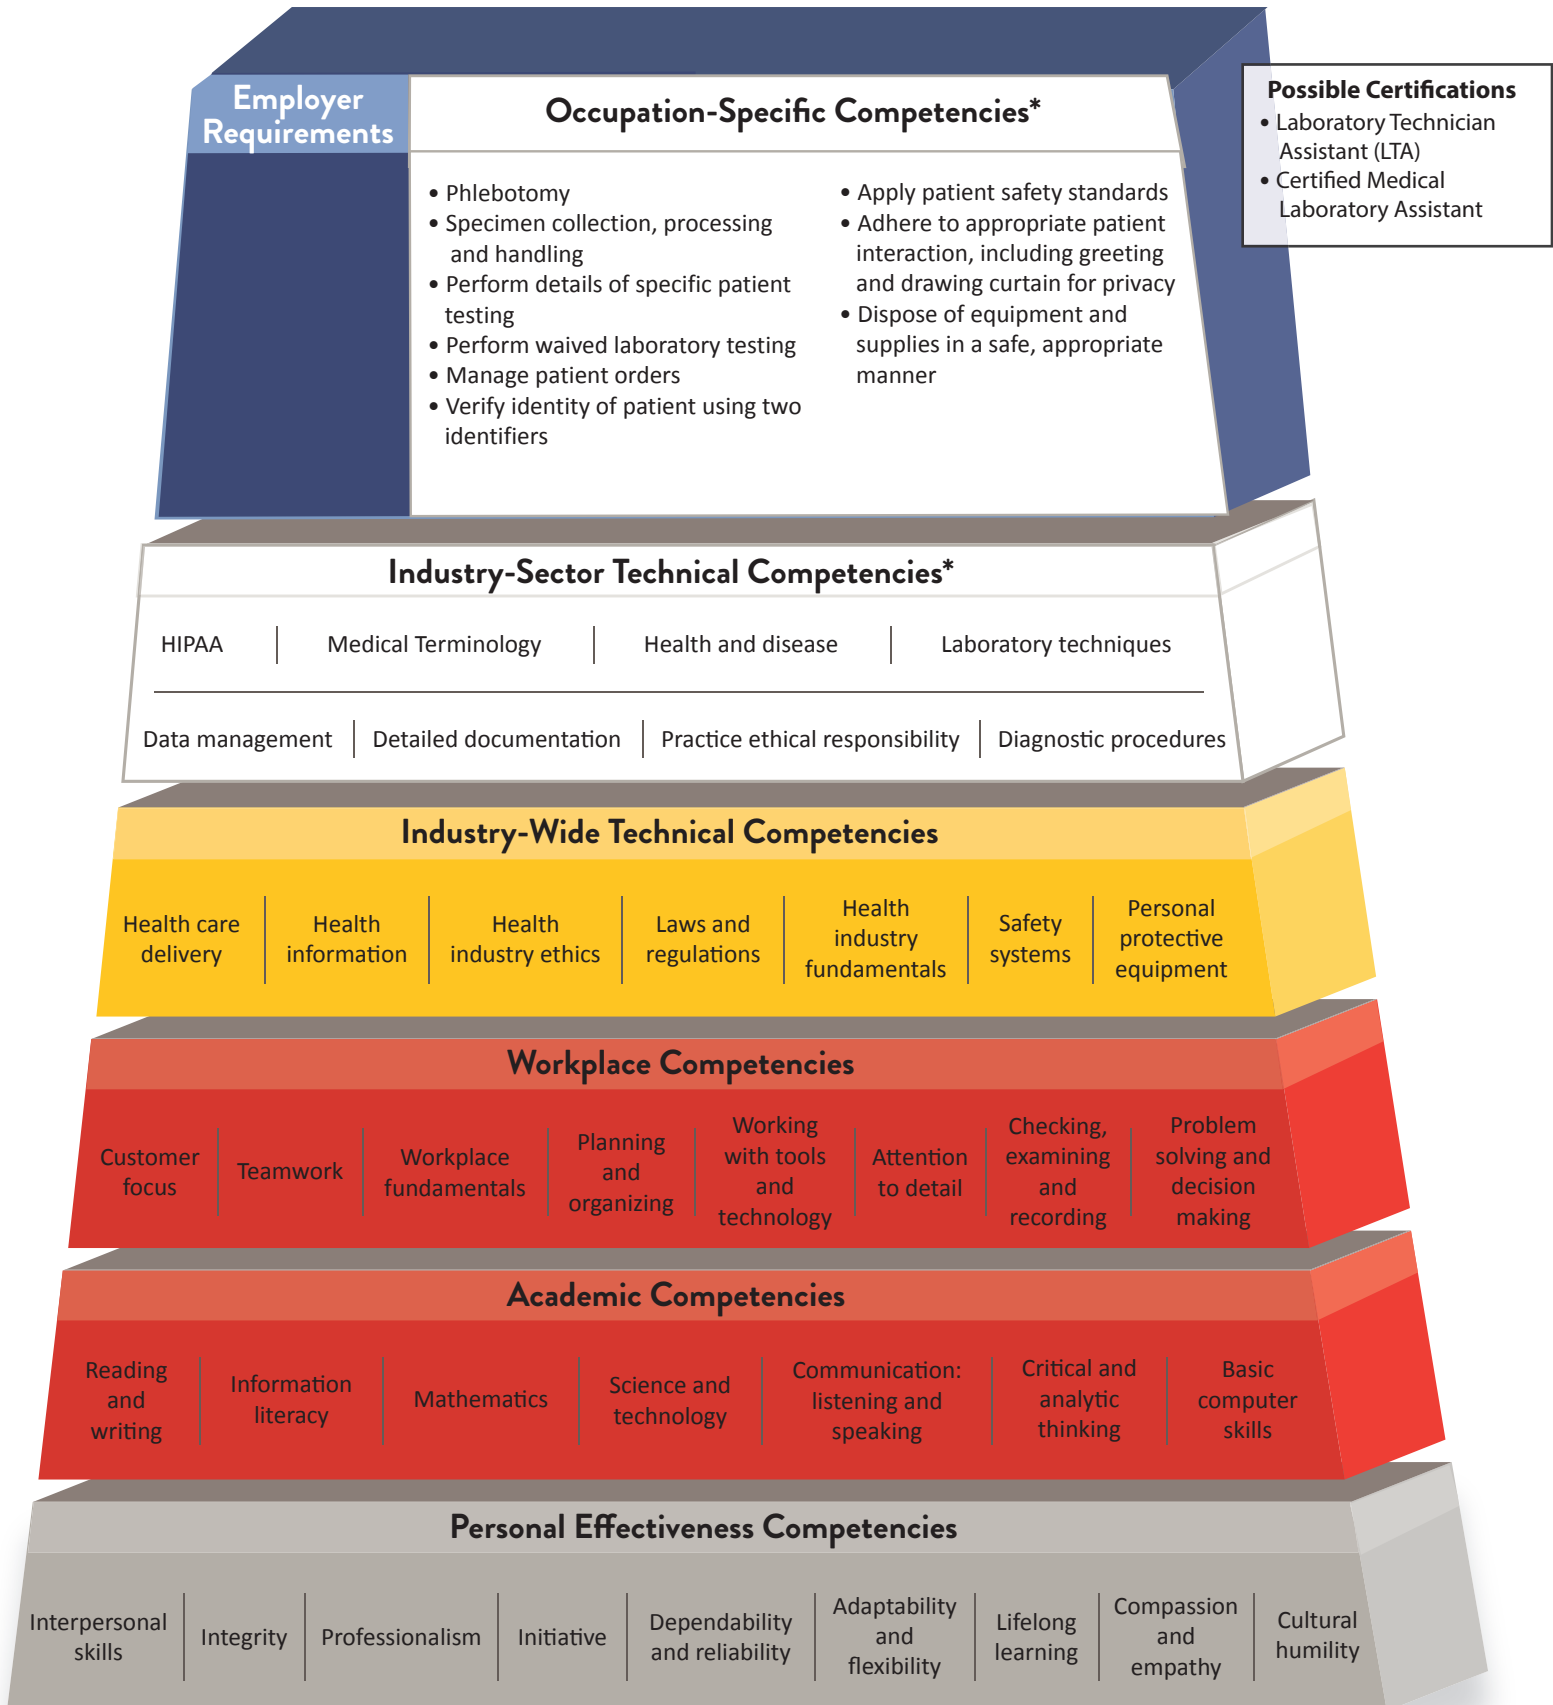 Employer
Requirements
Occupation-Specific Competencies*
• Phlebotomy
• Specimen collection, processing
and handling
• Perform details of specific patient
testing
• Perform waived laboratory testing
• Manage patient orders
• Verify identity of patient using two
identifiers
• Apply patient safety standards
• Adhere to appropriate patient
interaction, including greeting
and drawing curtain for privacy
• Dispose of equipment and
supplies in a safe, appropriate
manner
Possible Certifications
• Laboratory Technician
Assistant (LTA)
• Certified Medical
Laboratory Assistant
Industry-Sector Technical Competencies*
HIPAA
Medical Terminology
Health and disease
Laboratory techniques
Data management
Detailed documentation
Practice ethical responsibility
Diagnostic procedures
Industry-Wide Technical Competencies
Health care
delivery
Health
information
Health
industry ethics
Laws and
regulations
Health
industry
fundamentals
Safety
systems
Personal
protective
equipment
Workplace Competencies
Customer
focus
Teamwork
Workplace
fundamentals
Planning
and
organizing
Working
with tools
and
technology
Attention
to detail
Checking,
examining
and
recording
Problem
solving and
decision
making
Academic Competencies
Reading
and
writing
Information
literacy
Mathematics
Science and
technology
Communication:
listening and
speaking
Critical and
analytic
thinking
Basic
computer
skills
Personal Effectiveness Competencies
Interpersonal
skills
Integrity
Professionalism
Initiative
Dependability
and reliability
Adaptability
and
flexibility
Lifelong
learning
Compassion
and
empathy
Cultural
humility